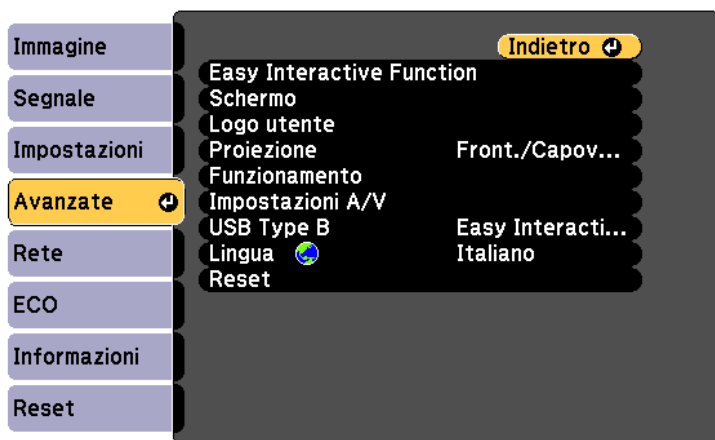 Immagine
Segnale
Impostazioni
Avanzate
Rete
ECO
Informazioni
Reset
Indietro
Easy Interactive Function
Schermo
Logo utente
Proiezione Front./Capov...
Funzionamento
Impostazioni A/V
USB Type B Easy Interacti...
Lingua Italiano
Reset